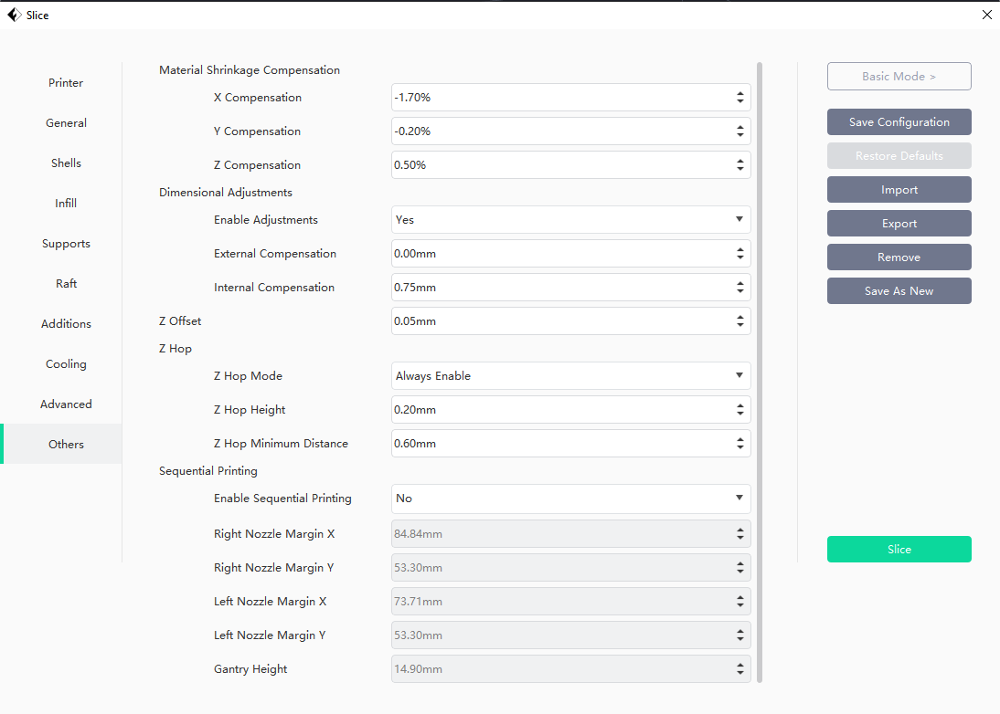 Slice
Printer
General
Shells
Infill
Supports
Raft
Additions
Cooling
Advanced
Others
Material Shrinkage Compensation
X Compensation -1.70%
Y Compensation -0.20%
Z Compensation 0.50%
Dimensional Adjustments
Enable Adjustments Yes
External Compensation 0.00mm
Internal Compensation 0.75mm
Z Offset 0.05mm
Z Hop
Z Hop Mode Always Enable
Z Hop Height 0.20mm
Z Hop Minimum Distance 0.60mm
Sequential Printing
Enable Sequential Printing No
Right Nozzle Margin X 84.84mm
Right Nozzle Margin Y 53.30mm
Left Nozzle Margin X 73.71mm
Left Nozzle Margin Y 53.30mm
Gantry Height 14.90mm
Basic Mode >
Save Configuration
Restore Defaults
Import
Export
Remove
Save As New
Slice